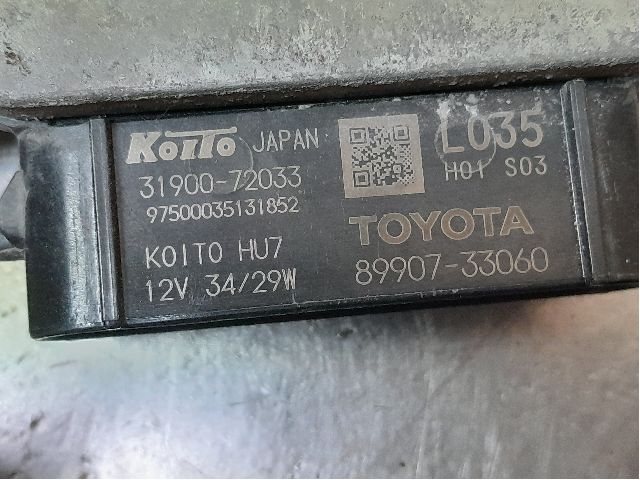 KoITo JAPAN
31900-72033
97500035131852
KOITO HU7
12V 34/29W
L035
H01 S03
TOYOTA
89907-33060